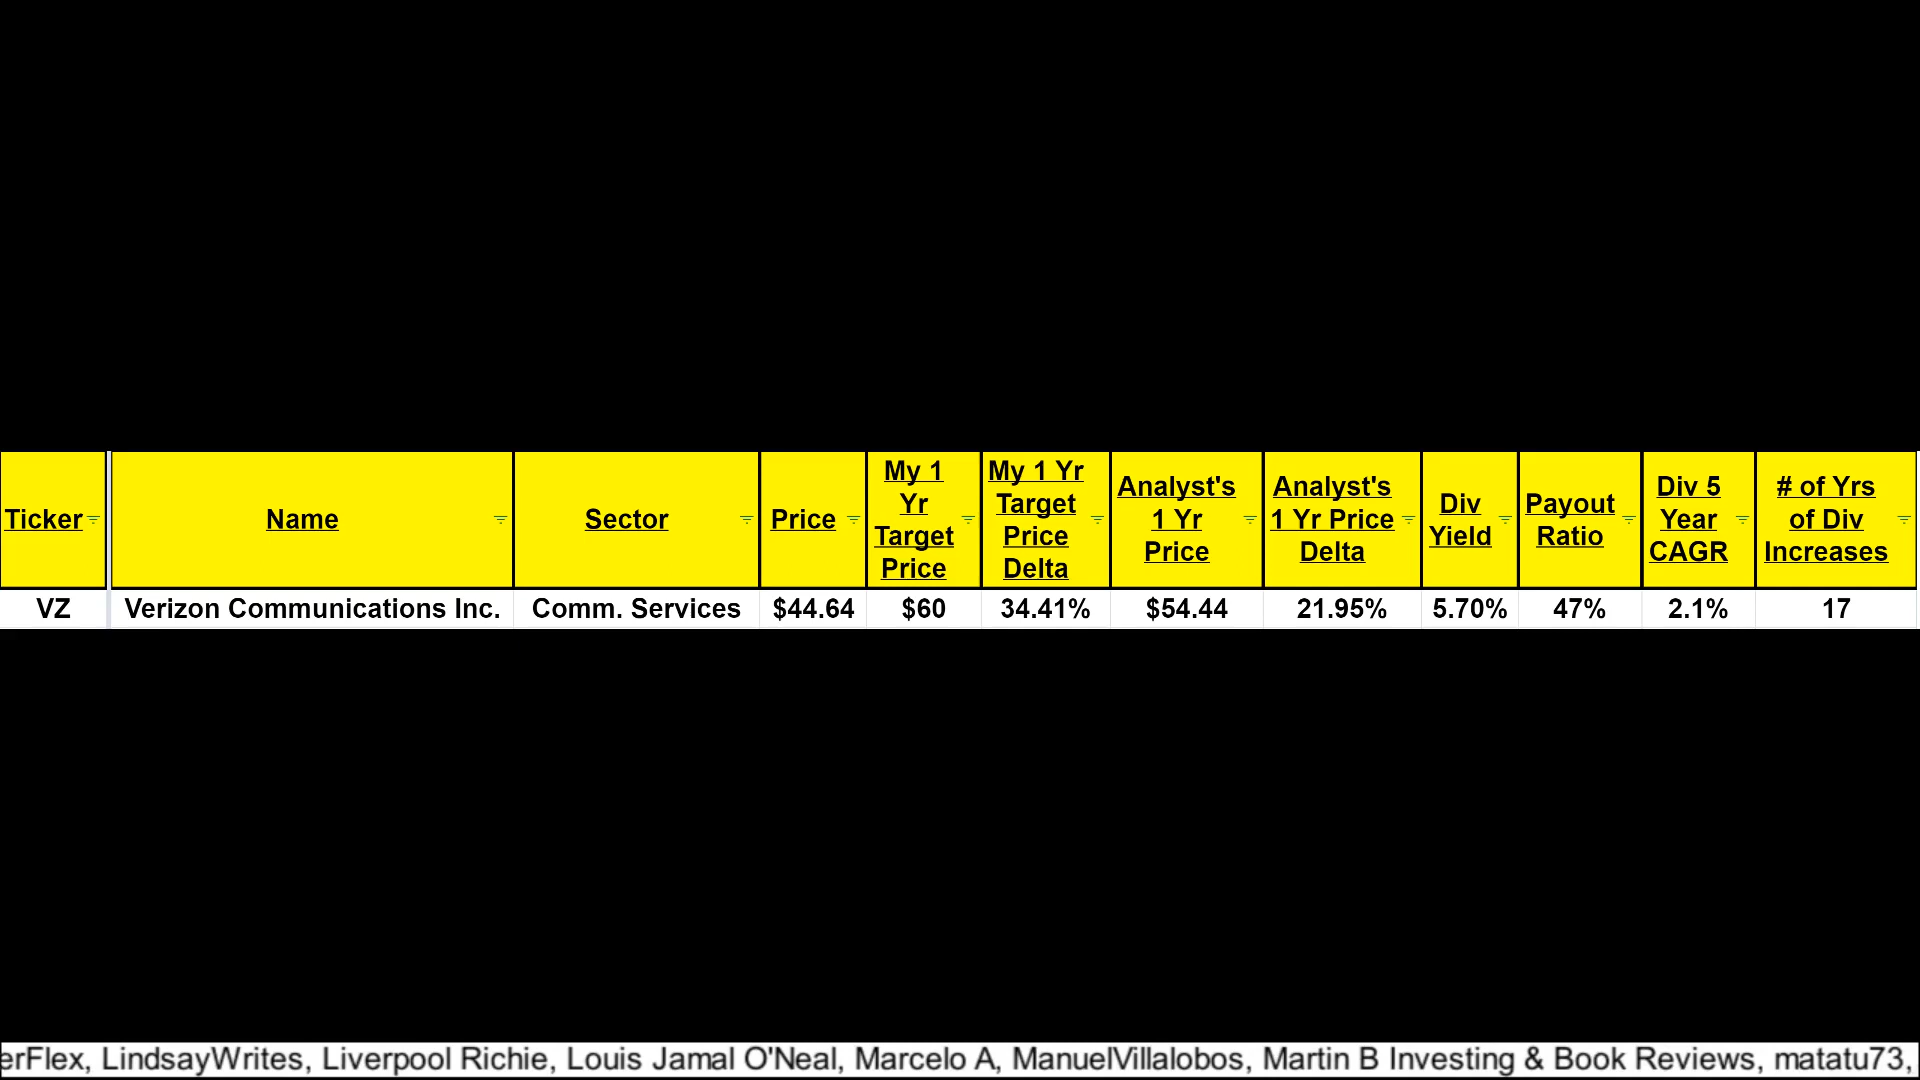 Ticker
Name
Sector
Price
My 1
Yr
Target
Price
My 1 Yr
Target
Price
Delta
Analyst's
1 Yr
Price
Analyst's
1 Yr Price
Delta
Div
Yield
Payout
Ratio
Div 5
Year
CAGR
# of Yrs
of Div
Increases
VZ Verizon Communications Inc. Comm. Services $44.64 $60 34.41% $54.44 21.95% 5.70% 47% 2.1% 17
erFlex, LindsayWrites, Liverpool Richie, Louis Jamal O'Neal, Marcelo A, ManuelVillalobos, Martin B Investing & Book Reviews, matatu73,